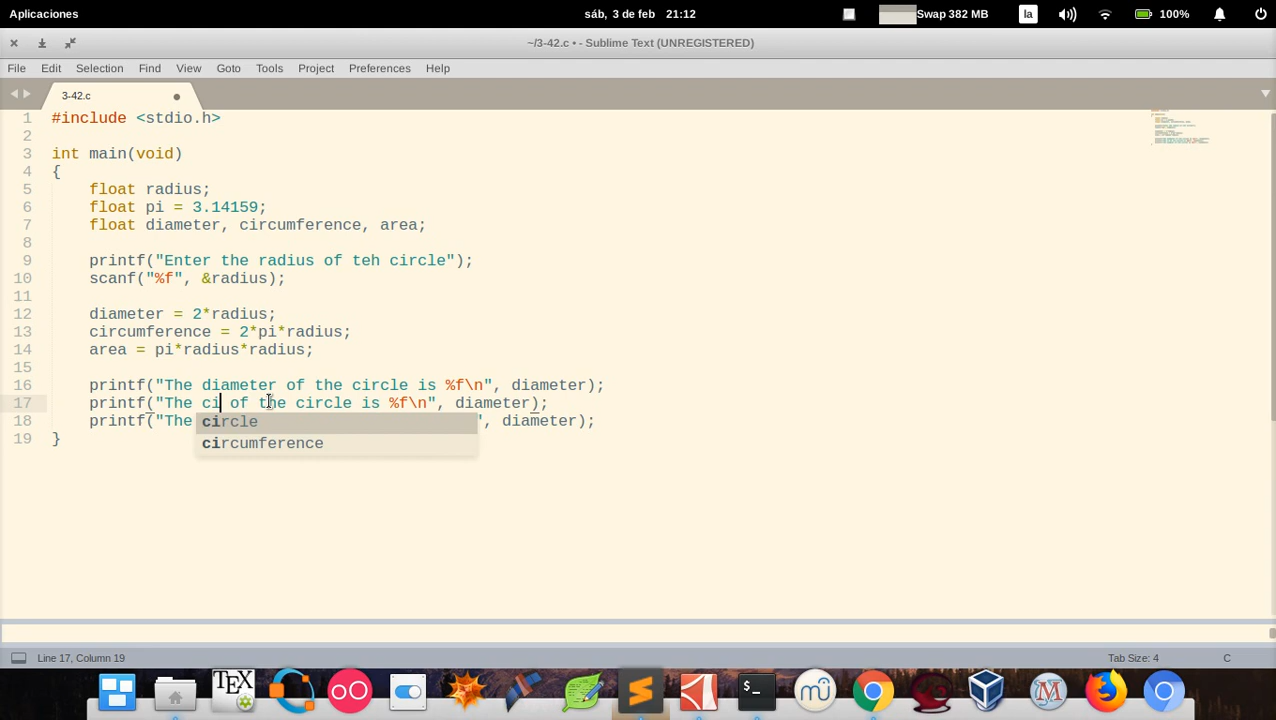 Aplicaciones sáb, 3 de feb 21:12 Swap 382 MB la 100%
~/3-42.c • - Sublime Text (UNREGISTERED)
File Edit Selection Find View Goto Tools Project Preferences Help
3-42.c
1 #include <stdio.h>
2
3 int main(void)
4 {
5 float radius;
6 float pi = 3.14159;
7 float diameter, circumference, area;
8
9 printf("Enter the radius of teh circle");
10 scanf("%f", &radius);
11
12 diameter = 2*radius;
13 circumference = 2*pi*radius;
14 area = pi*radius*radius;
15
16 printf("The diameter of the circle is %f\n", diameter);
17 printf("The ci of the circle is %f\n", diameter);
18 printf("The ", diameter);
circle
19 }
circumference
Line 17, Column 19 Tab Size: 4 C
TEX >_ mu M